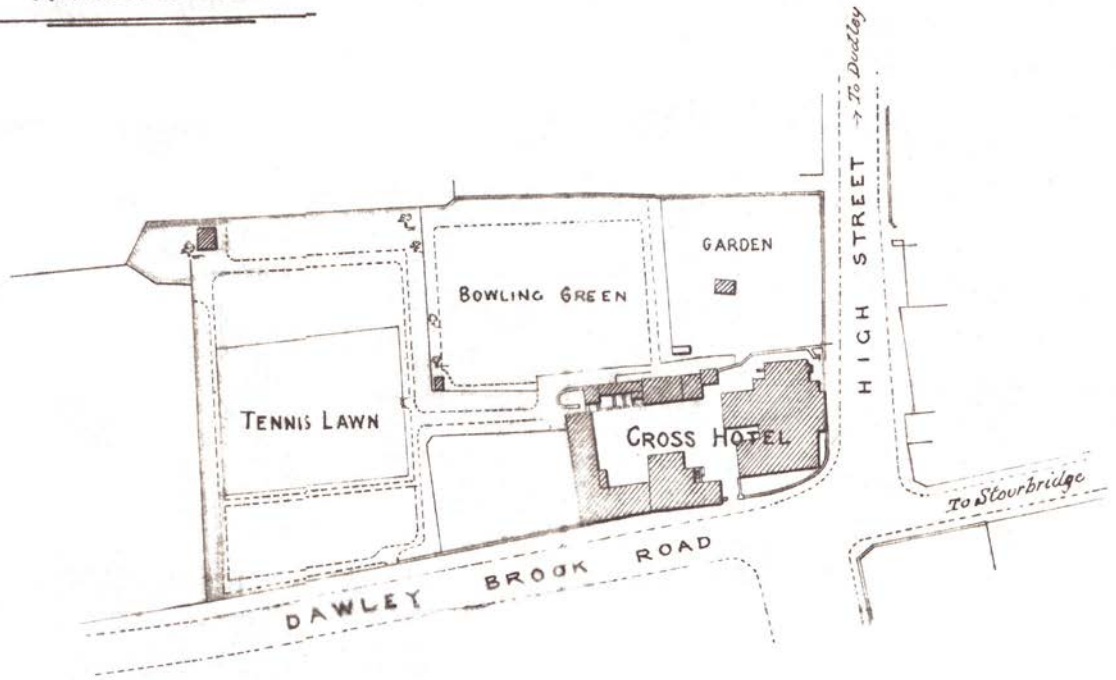 → To Dudley
HIGH STREET
GARDEN
BOWLING GREEN
TENNIS LAWN
CROSS HOTEL
To Stourbridge
DAWLEY BROOK ROAD